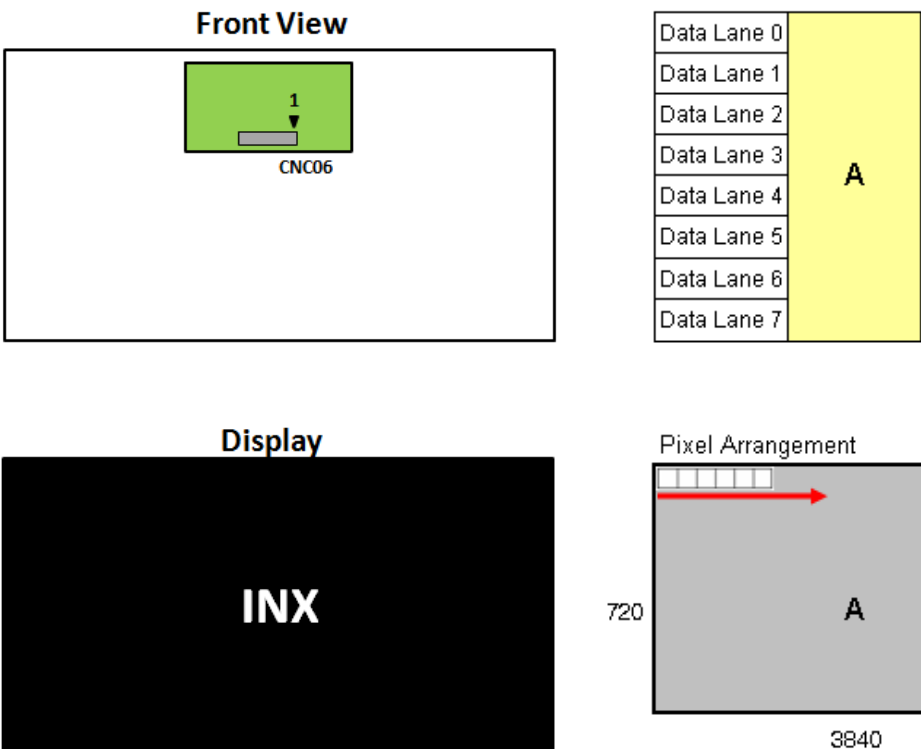 Front View
1
CNC06
Data Lane 0
Data Lane 1
Data Lane 2
Data Lane 3
Data Lane 4
Data Lane 5
Data Lane 6
Data Lane 7
A
Display
INX
Pixel Arrangement
720
A
3840